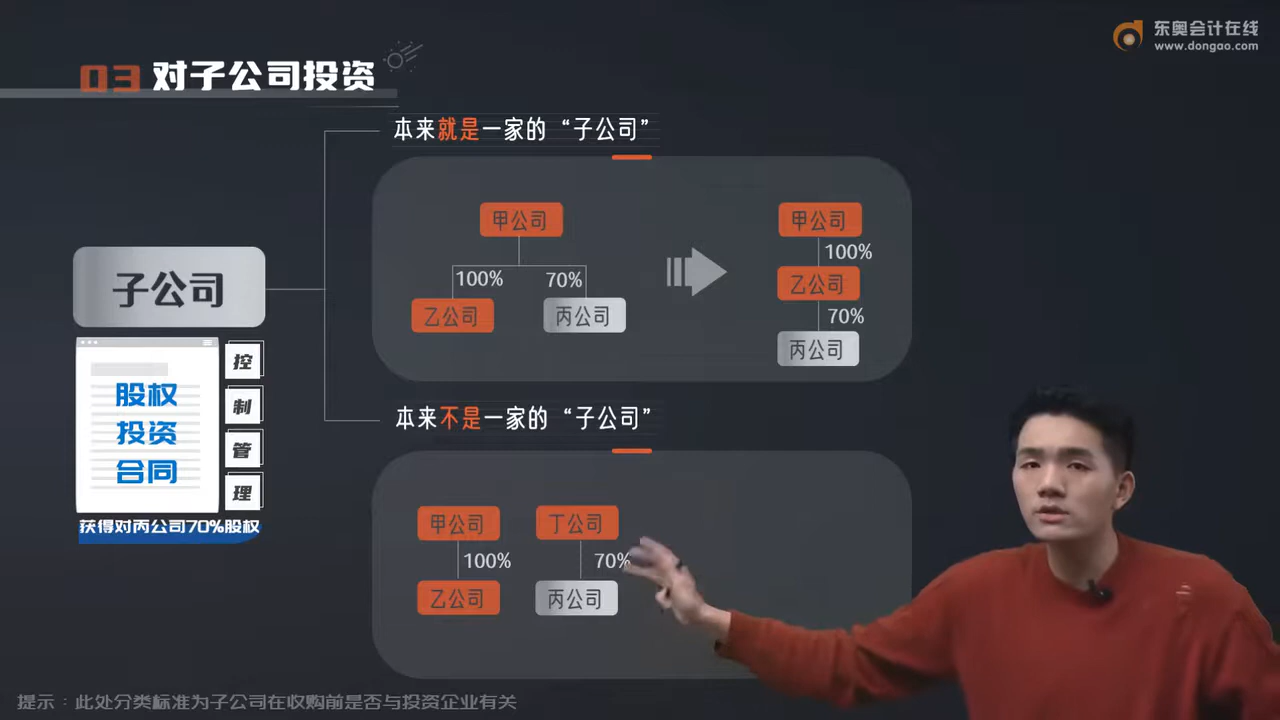 东奥会计在线
www.dongao.com
03 对子公司投资
本来就是一家的“子公司”
甲公司
100%
70%
乙公司
丙公司
甲公司
100%
乙公司
70%
丙公司
子公司
股权
投资
合同
控
制
管
理
获得对丙公司70%股权
本来不是一家的“子公司”
甲公司
丁公司
100%
70%
乙公司
丙公司
提示：此处分类标准为子公司在收购前是否与投资企业有关